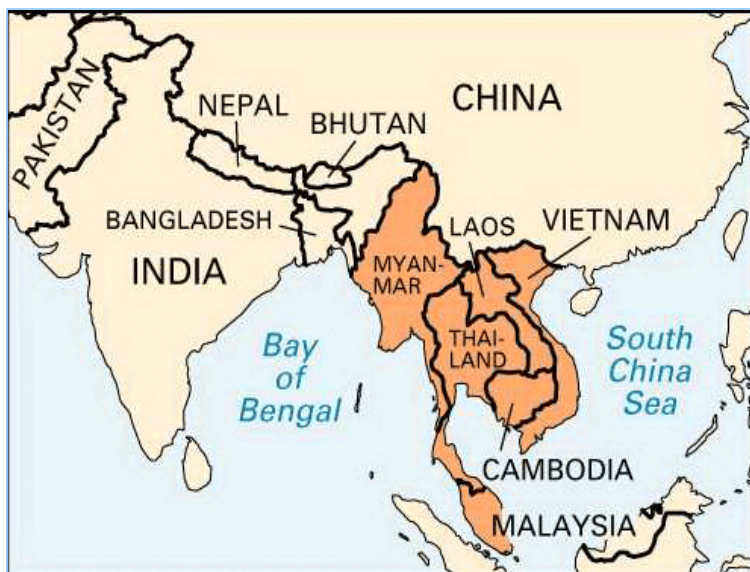 CHINA
NEPAL
BHUTAN
PAKISTAN
BANGLADESH
LAOS
VIETNAM
INDIA
MYAN-
MAR
THAI-
LAND
Bay
of
Bengal
South
China
Sea
CAMBODIA
MALAYSIA